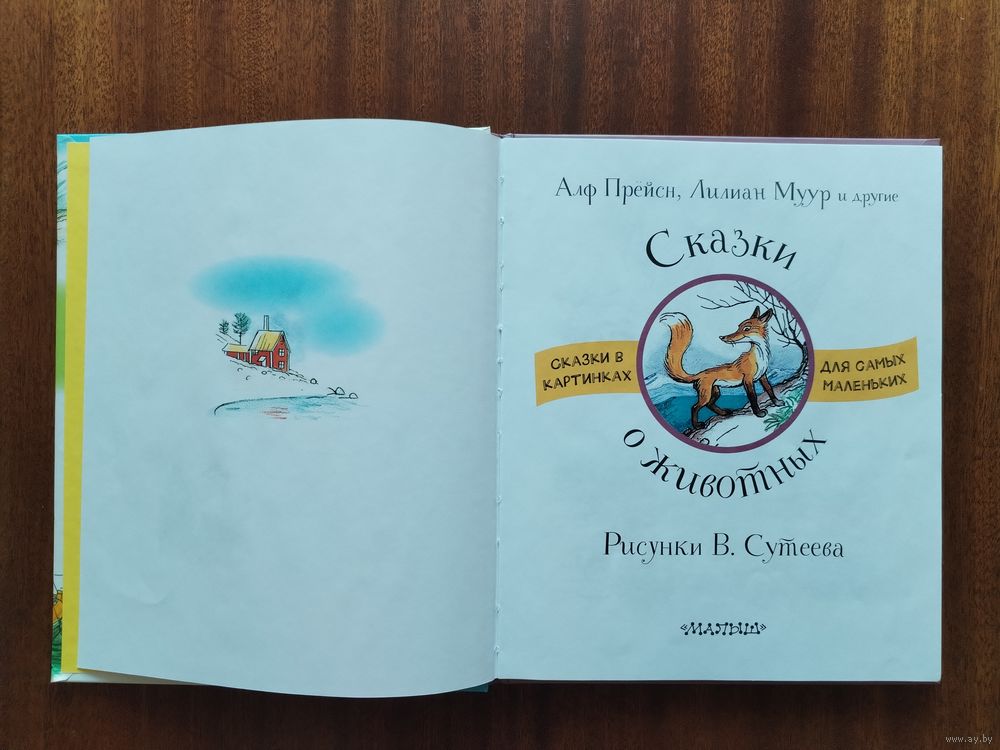 Алф Прёйсн, Лилиан Муур и другие
Сказки
СКАЗКИ В
КАРТИНКАХ
ДЛЯ САМЫХ
МАЛЕНЬКИХ
о животных
Рисунки В. Сутеева
«МАЛЫШ»
www.ay.by